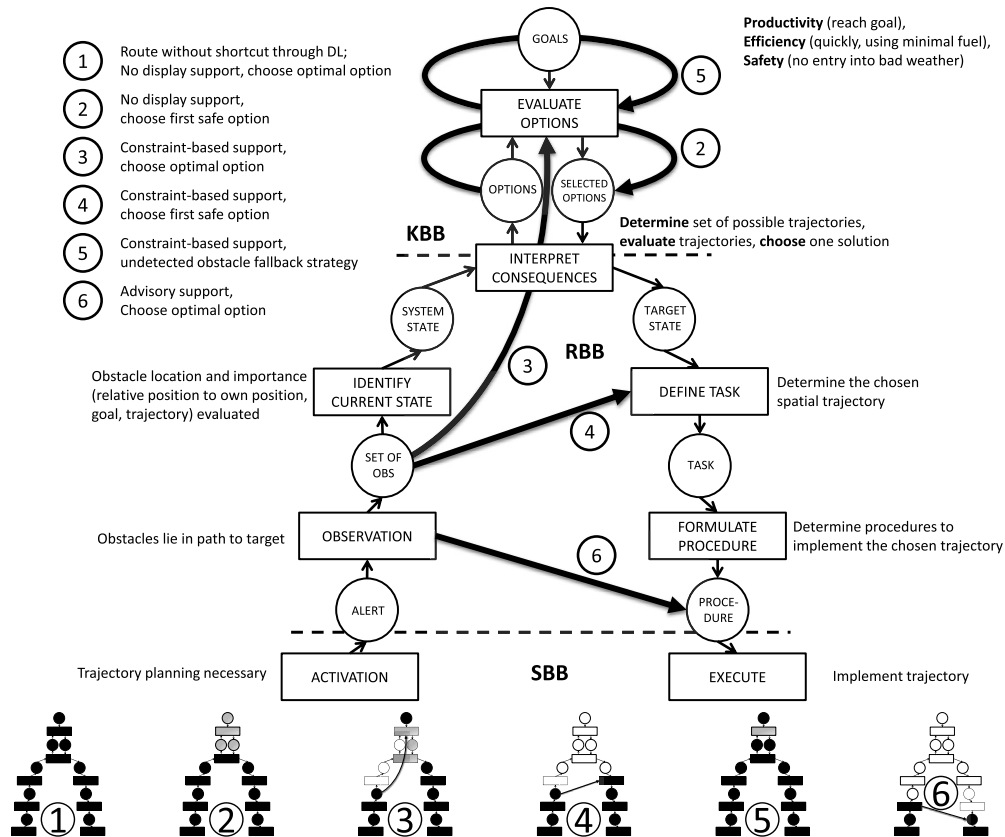 GOALS
Productivity (reach goal),
Efficiency (quickly, using minimal fuel),
Safety (no entry into bad weather)
1
Route without shortcut through DL;
No display support, choose optimal option
2
No display support,
choose first safe option
3
Constraint-based support,
choose optimal option
4
Constraint-based support,
choose first safe option
5
Constraint-based support,
undetected obstacle fallback strategy
6
Advisory support,
Choose optimal option
5
EVALUATE
OPTIONS
2
OPTIONS
SELECTED
OPTIONS
Determine set of possible trajectories,
evaluate trajectories, choose one solution
KBB
INTERPRET
CONSEQUENCES
SYSTEM
STATE
TARGET
STATE
3
RBB
Obstacle location and importance
(relative position to own position,
goal, trajectory) evaluated
IDENTIFY
CURRENT STATE
DEFINE TASK
Determine the chosen
spatial trajectory
4
SET OF
OBS
TASK
Obstacles lie in path to target
OBSERVATION
FORMULATE
PROCEDURE
Determine procedures to
implement the chosen trajectory
6
ALERT
PROCE-
DURE
Trajectory planning necessary
ACTIVATION
SBB
EXECUTE
Implement trajectory
1
2
3
4
5
6